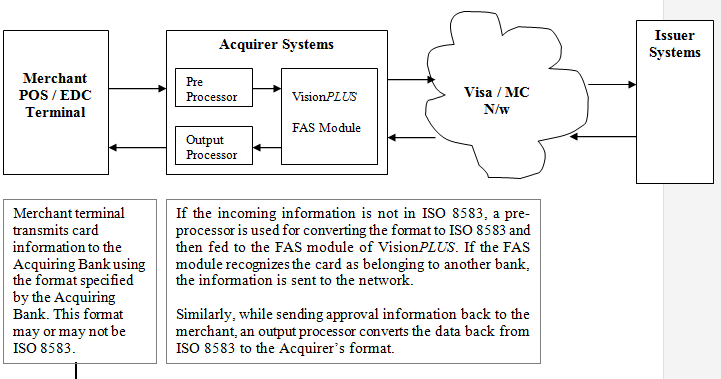 Merchant
POS / EDC
Terminal
Acquirer Systems
Pre
Processor
Output
Processor
VisionPLUS
FAS Module
Visa / MC
N/w
Issuer
Systems
Merchant terminal
transmits card
information to the
Acquiring Bank using
the format specified
by the Acquiring
Bank. This format
may or may not be
ISO 8583.
If the incoming information is not in ISO 8583, a pre-
processor is used for converting the format to ISO 8583 and
then fed to the FAS module of VisionPLUS. If the FAS
module recognizes the card as belonging to another bank,
the information is sent to the network.
Similarly, while sending approval information back to the
merchant, an output processor converts the data back from
ISO 8583 to the Acquirer's format.